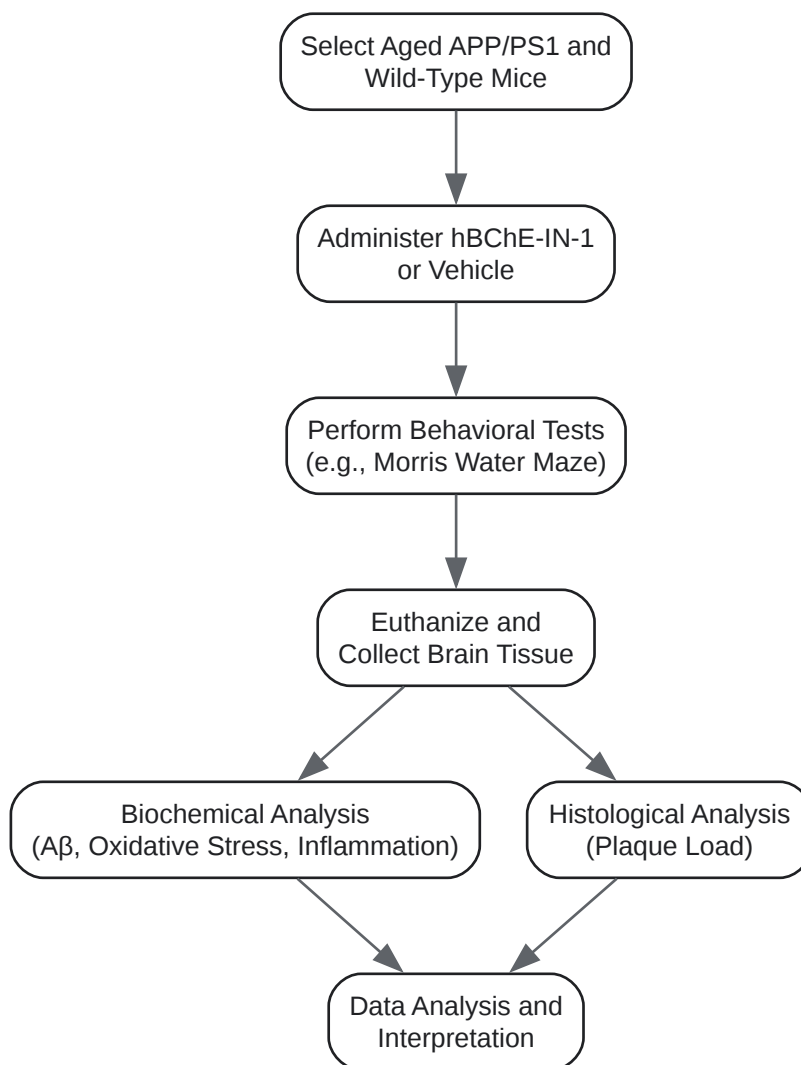 Select Aged APP/PS1 and
Wild-Type Mice
Administer hBChE-IN-1
or Vehicle
Perform Behavioral Tests
(e.g., Morris Water Maze)
Euthanize and
Collect Brain Tissue
Biochemical Analysis
(Aβ, Oxidative Stress, Inflammation)
Histological Analysis
(Plaque Load)
Data Analysis and
Interpretation